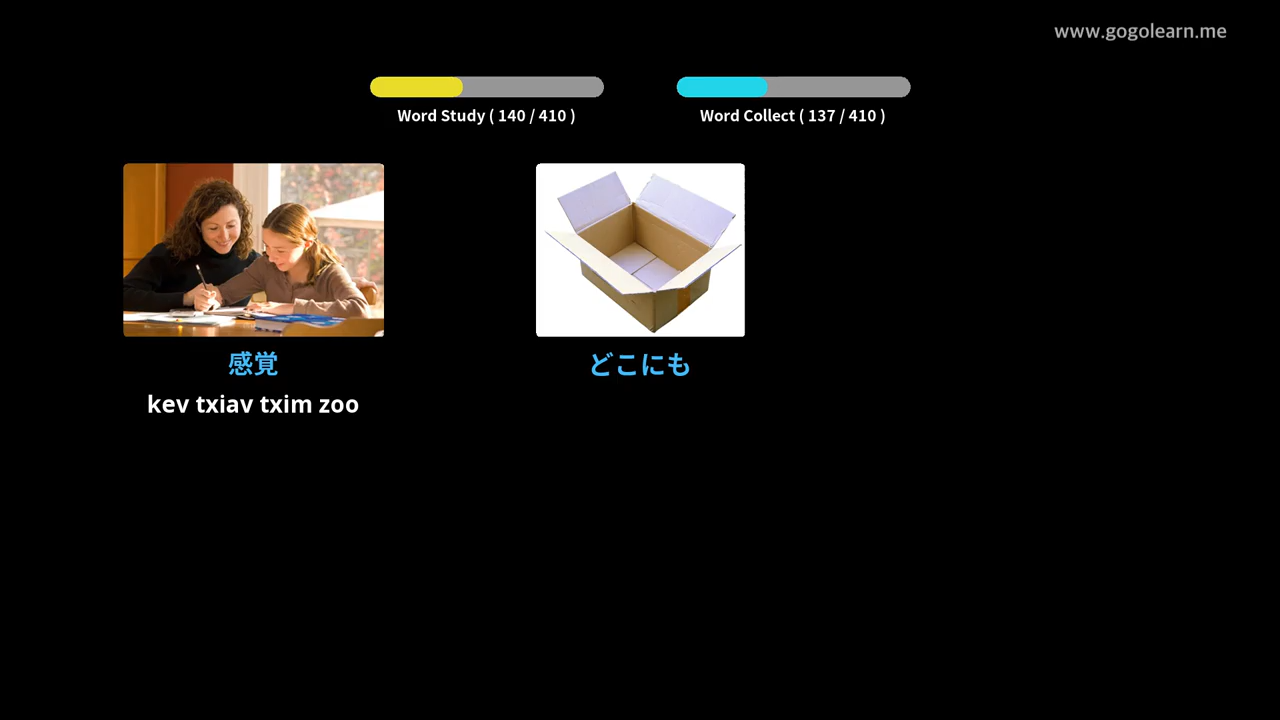 www.gogolearn.me
Word Study ( 140 / 410 )
Word Collect ( 137 / 410 )
感覚
kev txiav txim zoo
どこにも